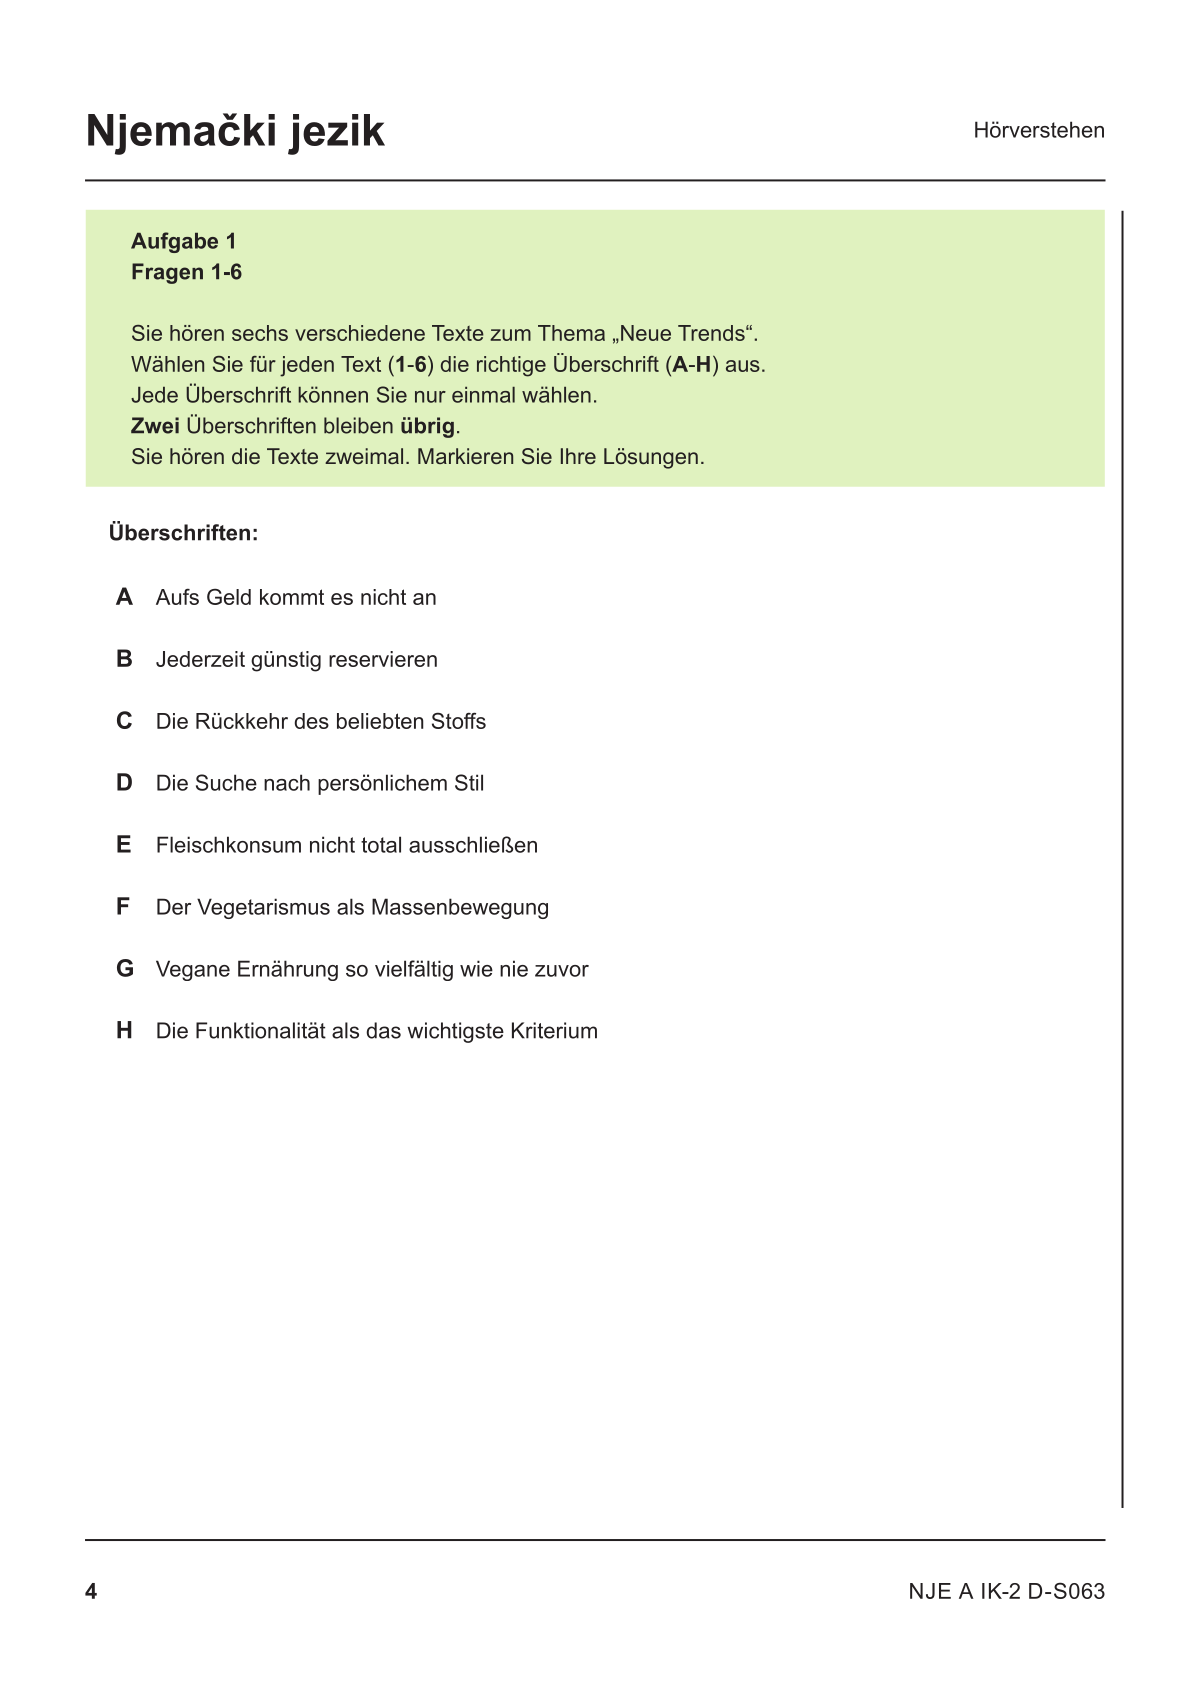 Njemački jezik
Hörverstehen
Aufgabe 1
Fragen 1-6
Sie hören sechs verschiedene Texte zum Thema „Neue Trends“.
Wählen Sie für jeden Text (1-6) die richtige Überschrift (A-H) aus.
Jede Überschrift können Sie nur einmal wählen.
Zwei Überschriften bleiben übrig.
Sie hören die Texte zweimal. Markieren Sie Ihre Lösungen.
Überschriften:
A Aufs Geld kommt es nicht an
B Jederzeit günstig reservieren
C Die Rückkehr des beliebten Stoffs
D Die Suche nach persönlichem Stil
E Fleischkonsum nicht total ausschließen
F Der Vegetarismus als Massenbewegung
G Vegane Ernährung so vielfältig wie nie zuvor
H Die Funktionalität als das wichtigste Kriterium
4
NJE A IK-2 D-S063